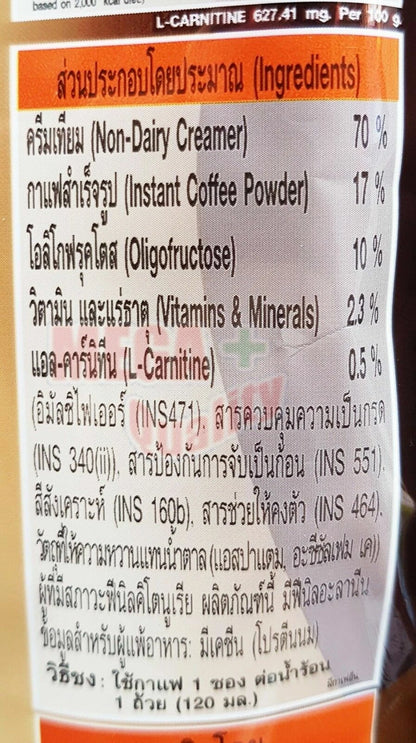 based on 2,000 kcal diet)
L-CARNITINE 627.41 mg. Per 100 g.
ส่วนประกอบโดยประมาณ (Ingredients)
ครีมเทียม (Non-Dairy Creamer) 70 %
กาแฟสำเร็จรูป (Instant Coffee Powder) 17 %
โอลิโกฟรุคโตส (Oligofructose) 10 %
วิตามิน และแร่ธาตุ (Vitamins & Minerals) 2.3 %
แอล-คาร์นิทีน (L-Carnitine) 0.5 %
MEGA + Quality
(อิมัลซิไฟเออร์ (INS471), สารควบคุมความเป็นกรด
(INS 340(ii)), สารป้องกันการจับเป็นก้อน (INS 551),
สีสังเคราะห์ (INS 160b), สารช่วยให้คงตัว (INS 464),
วัตถุที่ให้ความหวานแทนน้ำตาล(แอสปาแตม, อะซีซัลเฟม เค))
ผู้ที่มีสภาวะฟีนิลคีโตนูเรีย ผลิตภัณฑ์นี้ มีฟีนิลอะลานีน
ข้อมูลสำหรับผู้แพ้อาหาร: มีเคซีน (โปรตีนนม)
วิธีชง: ใช้กาแฟ 1 ซอง ต่อน้ำร้อน
1 ถ้วย (120 มล.) มีกาเฟอีน